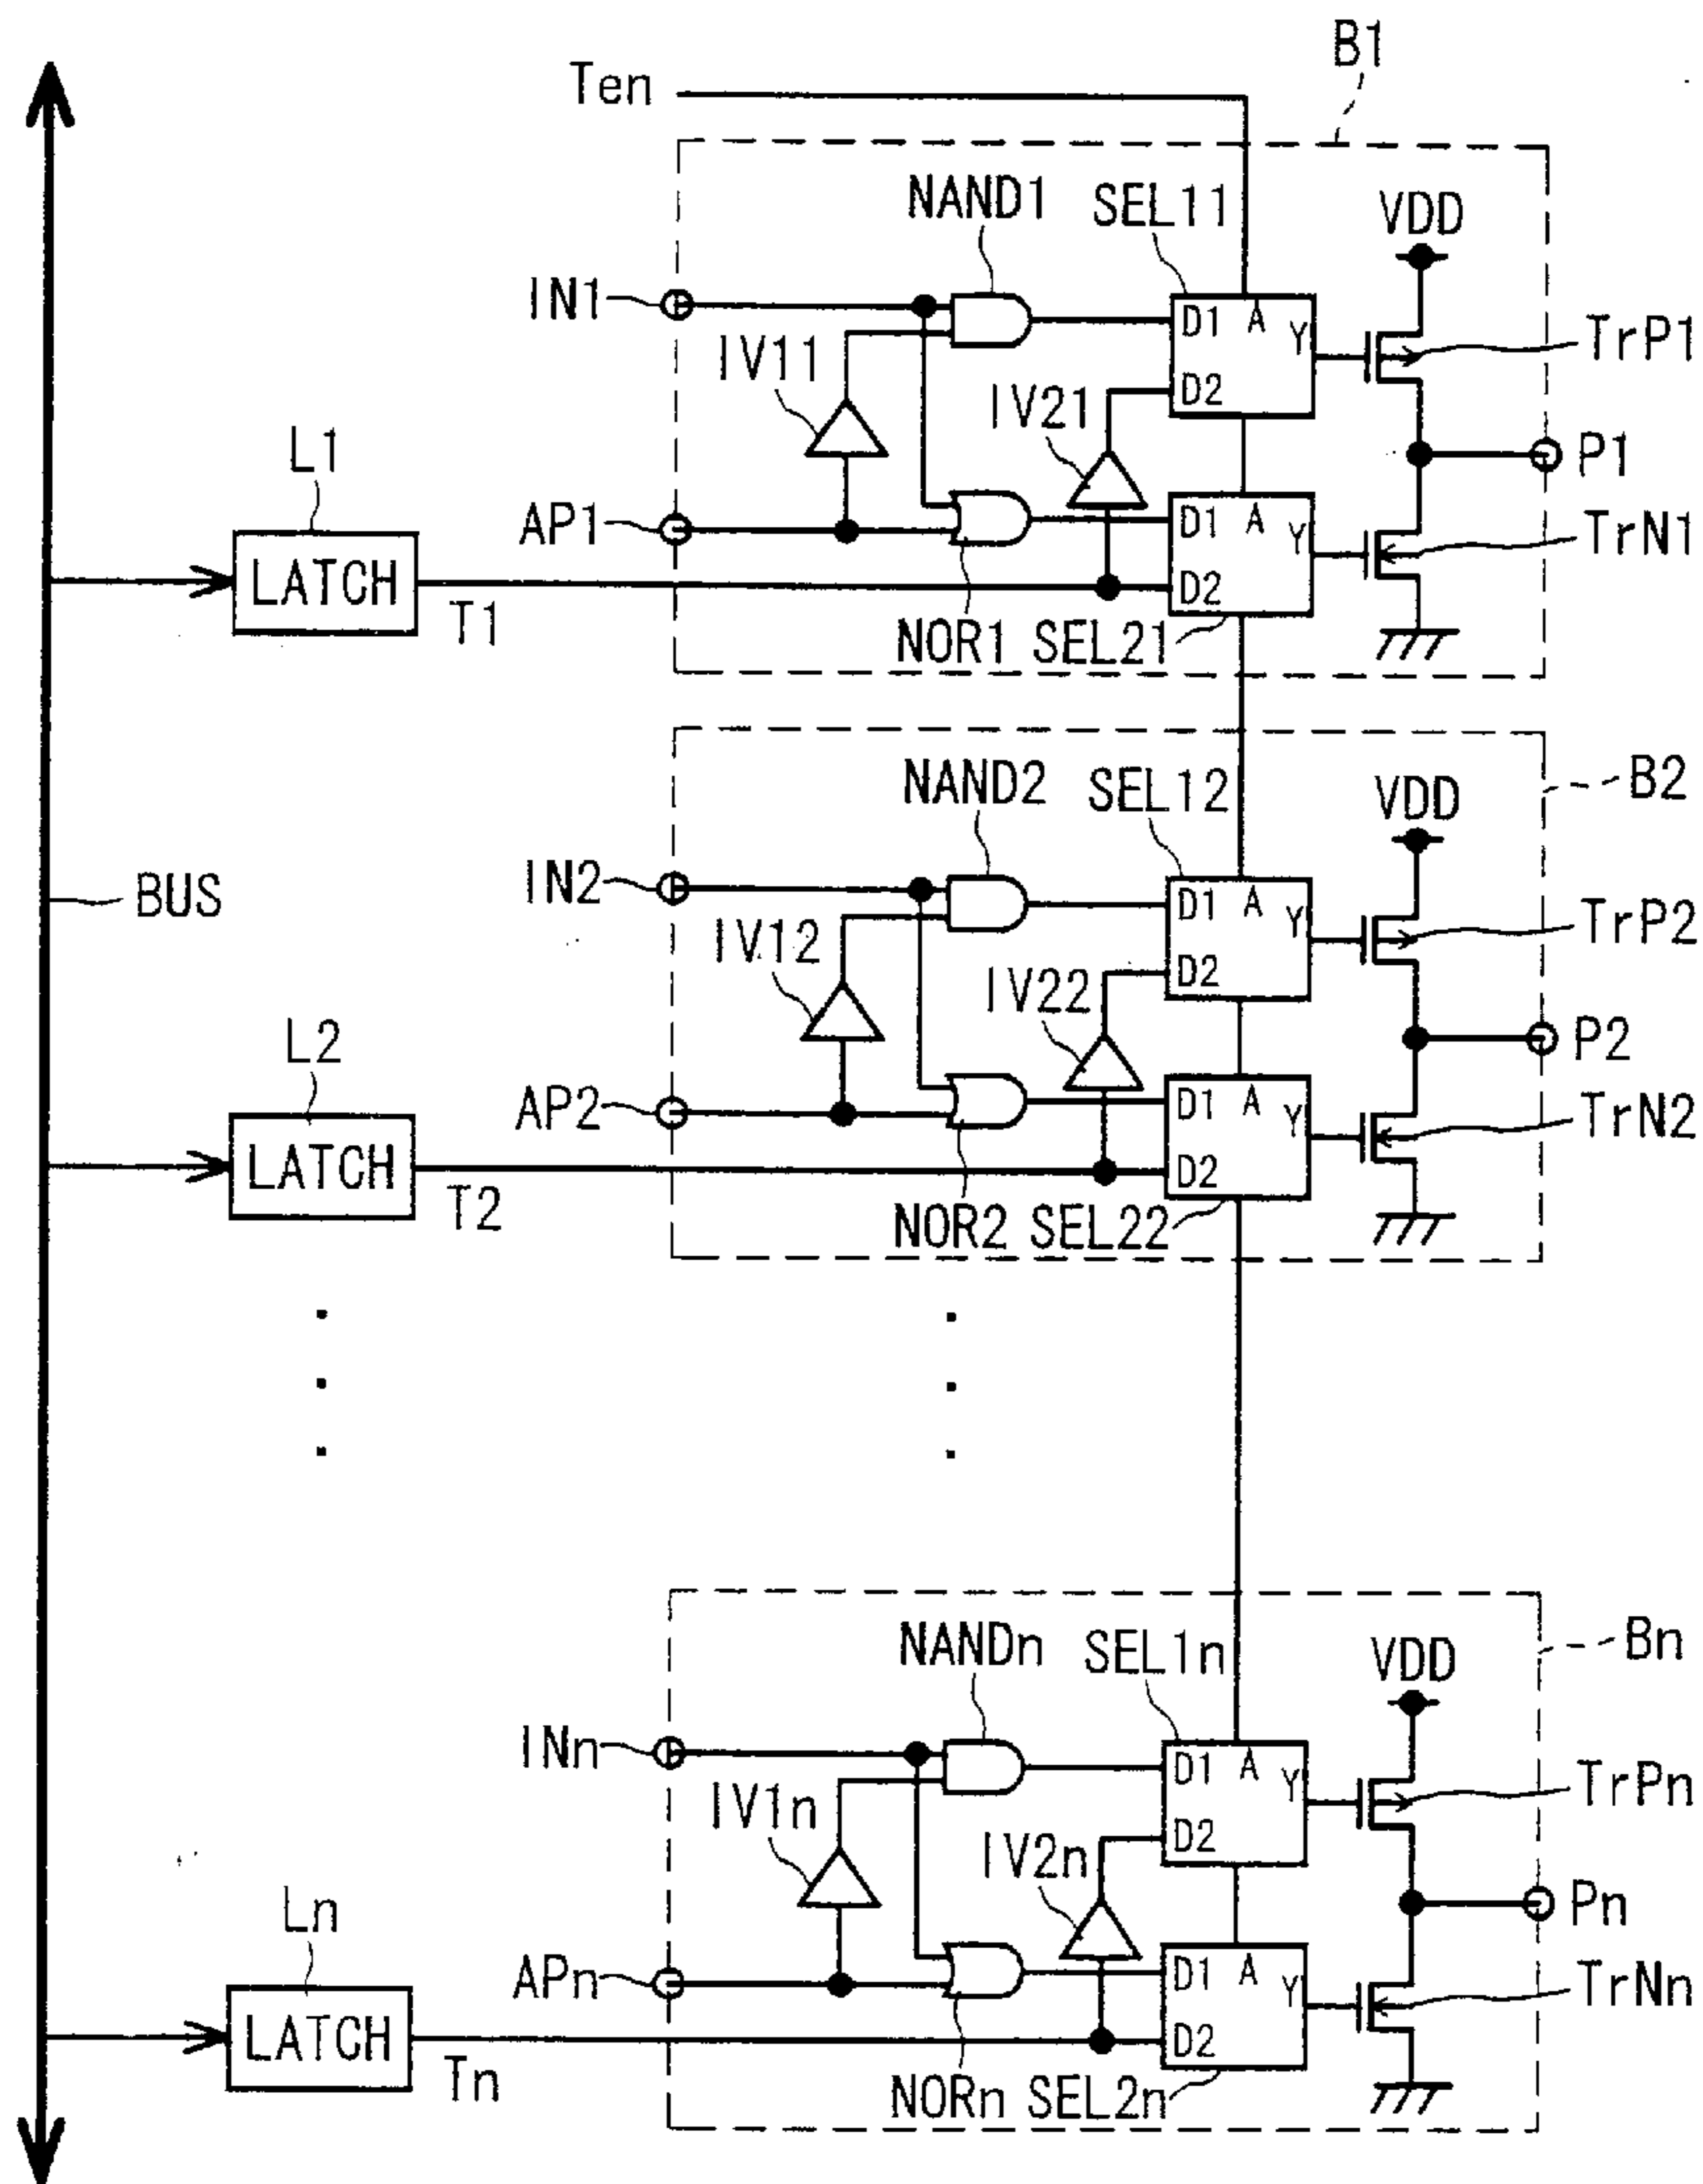 B1
Ten
NAND1 SEL11 VDD
IN1
D1 A Y
TrP1
IV11
IV21
D2
L1
P1
AP1
D1 A Y
TrN1
LATCH
D2
T1
NOR1 SEL21
NAND2 SEL12 VDD
B2
IN2
D1 A Y
BUS
TrP2
IV12
IV22
D2
L2
P2
AP2
D1 A Y
TrN2
LATCH
D2
T2
NOR2 SEL22
NANDn SEL1n VDD
Bn
INn
D1 A Y
TrPn
IV1n
IV2n
D2
Ln
Pn
APn
D1 A Y
TrNn
LATCH
D2
Tn
NORn SEL2n